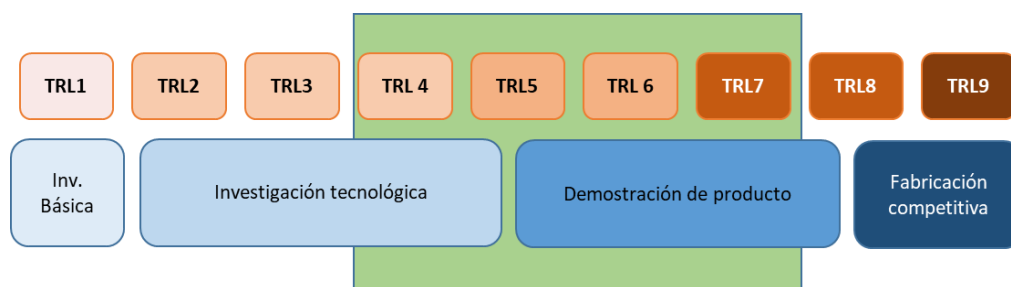 TRL1 TRL2 TRL3 TRL 4 TRL5 TRL 6 TRL7 TRL8 TRL9
Inv.
Básica
Investigación tecnológica
Demostración de producto
Fabricación
competitiva